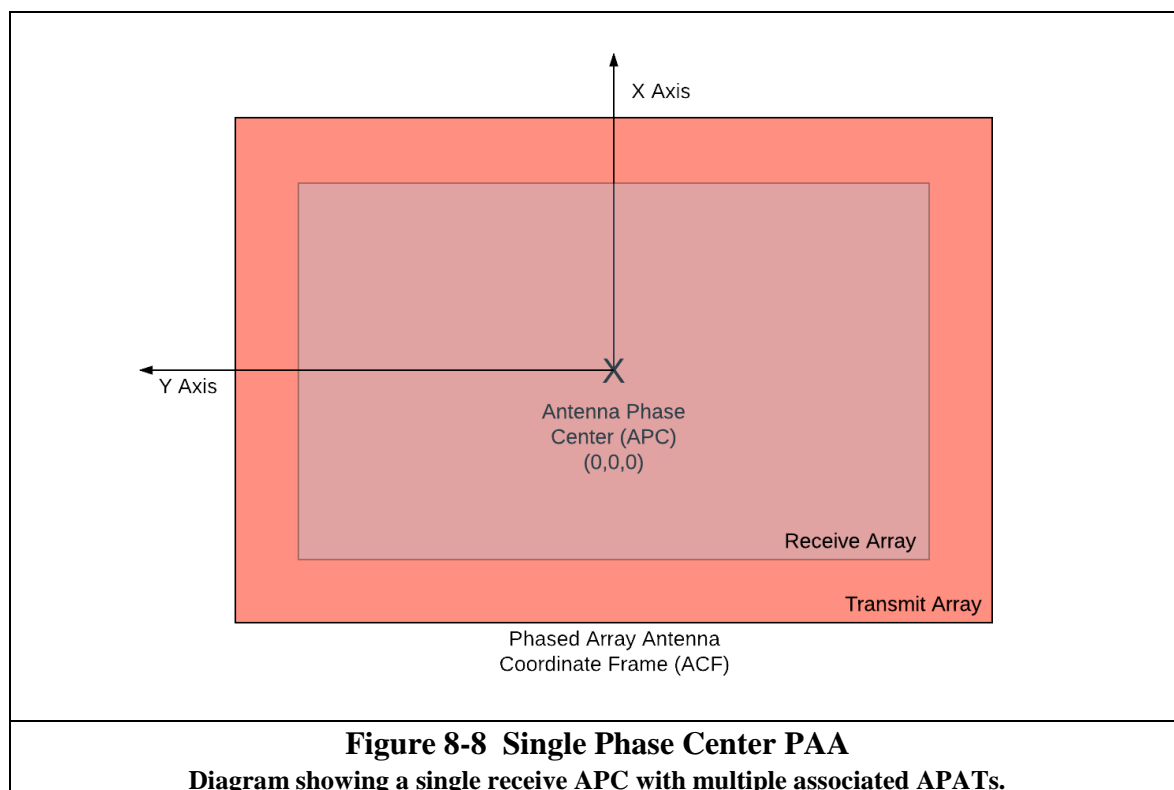 X Axis
Y Axis
X
Antenna Phase
Center (APC)
(0,0,0)
Receive Array
Transmit Array
Phased Array Antenna
Coordinate Frame (ACF)
Figure 8-8 Single Phase Center PAA
Diagram showing a single receive APC with multiple associated APATs.